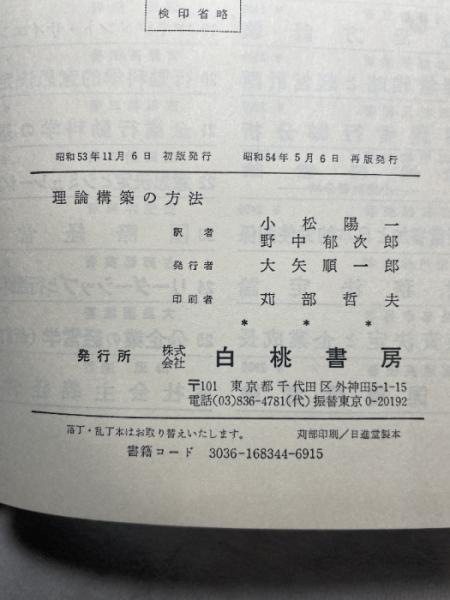 検印省略
昭和53年11月6日 初版発行 昭和54年5月6日 再版発行
理論構築の方法
訳者 小松陽一
野中郁次郎
発行者 大矢順一郎
印刷者 苅部哲夫
* * *
発行所 株式会社 白桃書房
〒101 東京都千代田区外神田5-1-15
電話(03)836-4781(代) 振替東京0-20192
落丁・乱丁本はお取り替えいたします。 苅部印刷/日進堂製本
書籍コード 3036-168344-6915